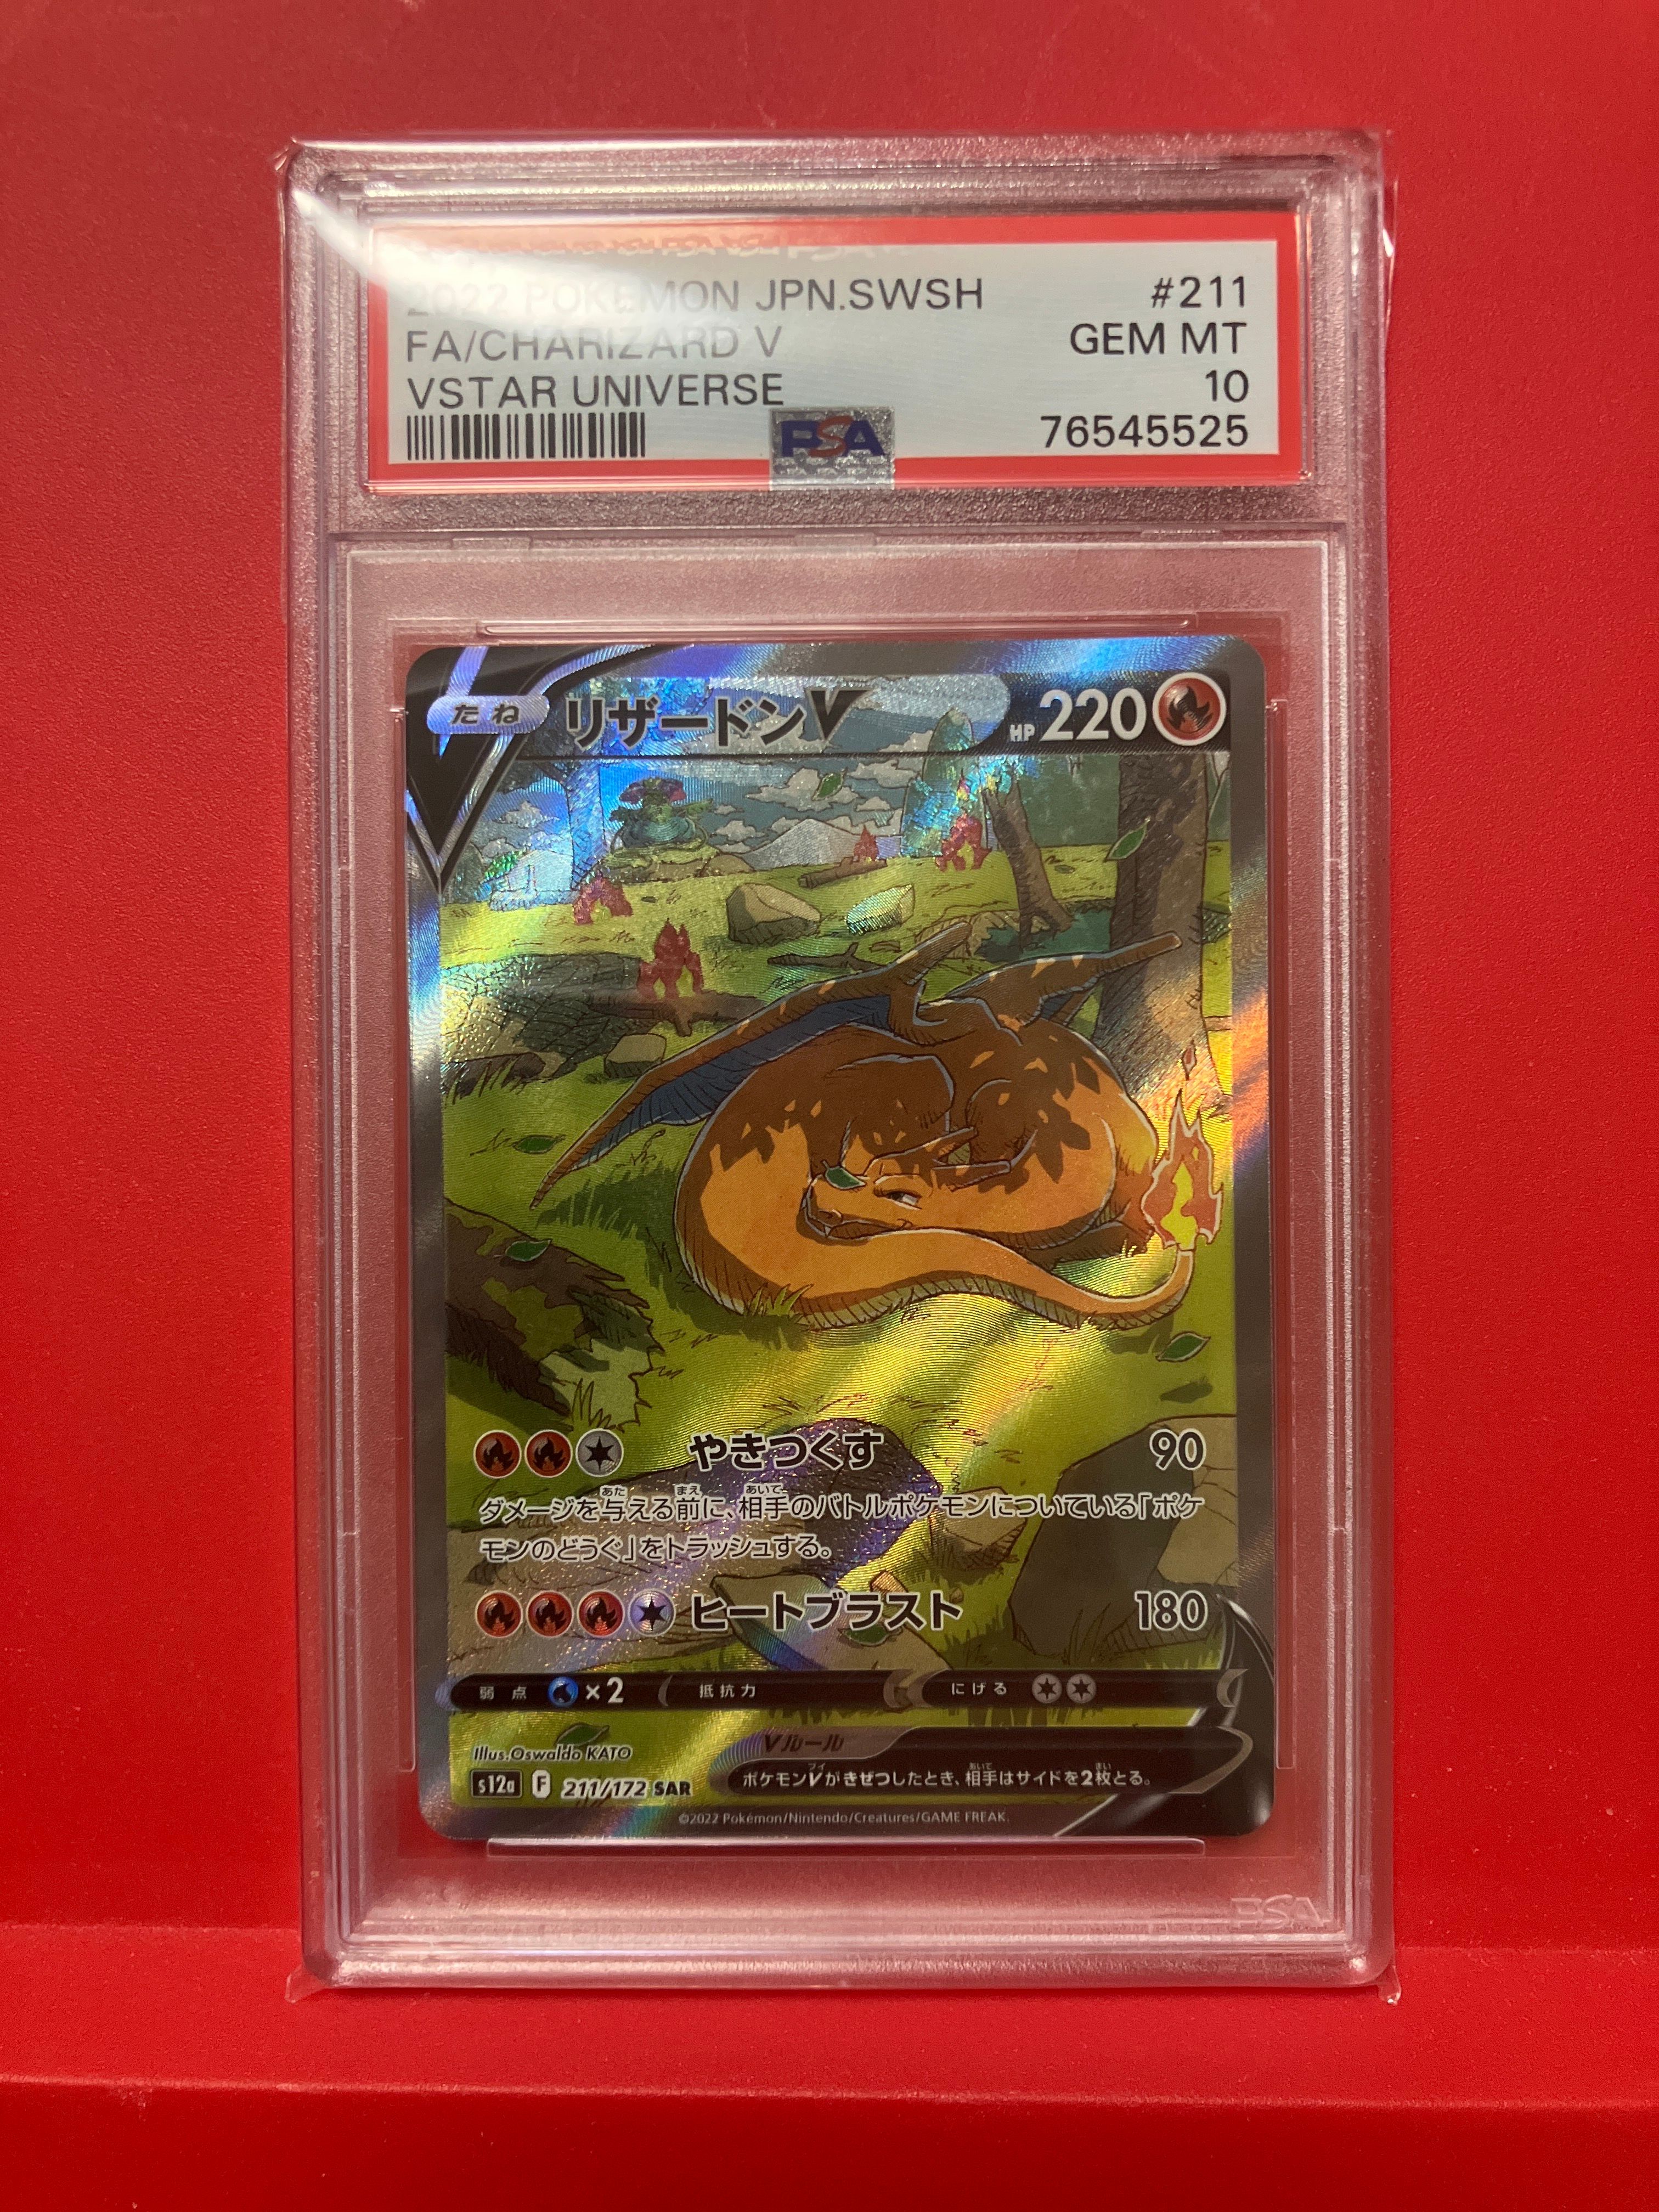 2022 POKEMON JPN.SWSH #211
FA/CHARIZARD V GEM MT
VSTAR UNIVERSE 10
PSA 76545525
たね リザードンV HP 220
やきつくす 90
ダメージを与える前に、相手のバトルポケモンについている「ポケ
モンのどうぐ」をトラッシュする。
ヒートブラスト 180
弱点 ×2 抵抗力 にげる
Illus.Oswaldo KATO
Vルール
ポケモンVがきぜつしたとき、相手はサイドを2枚とる。
s12a F 211/172 SAR
©2022 Pokémon/Nintendo/Creatures/GAME FREAK.
PSA